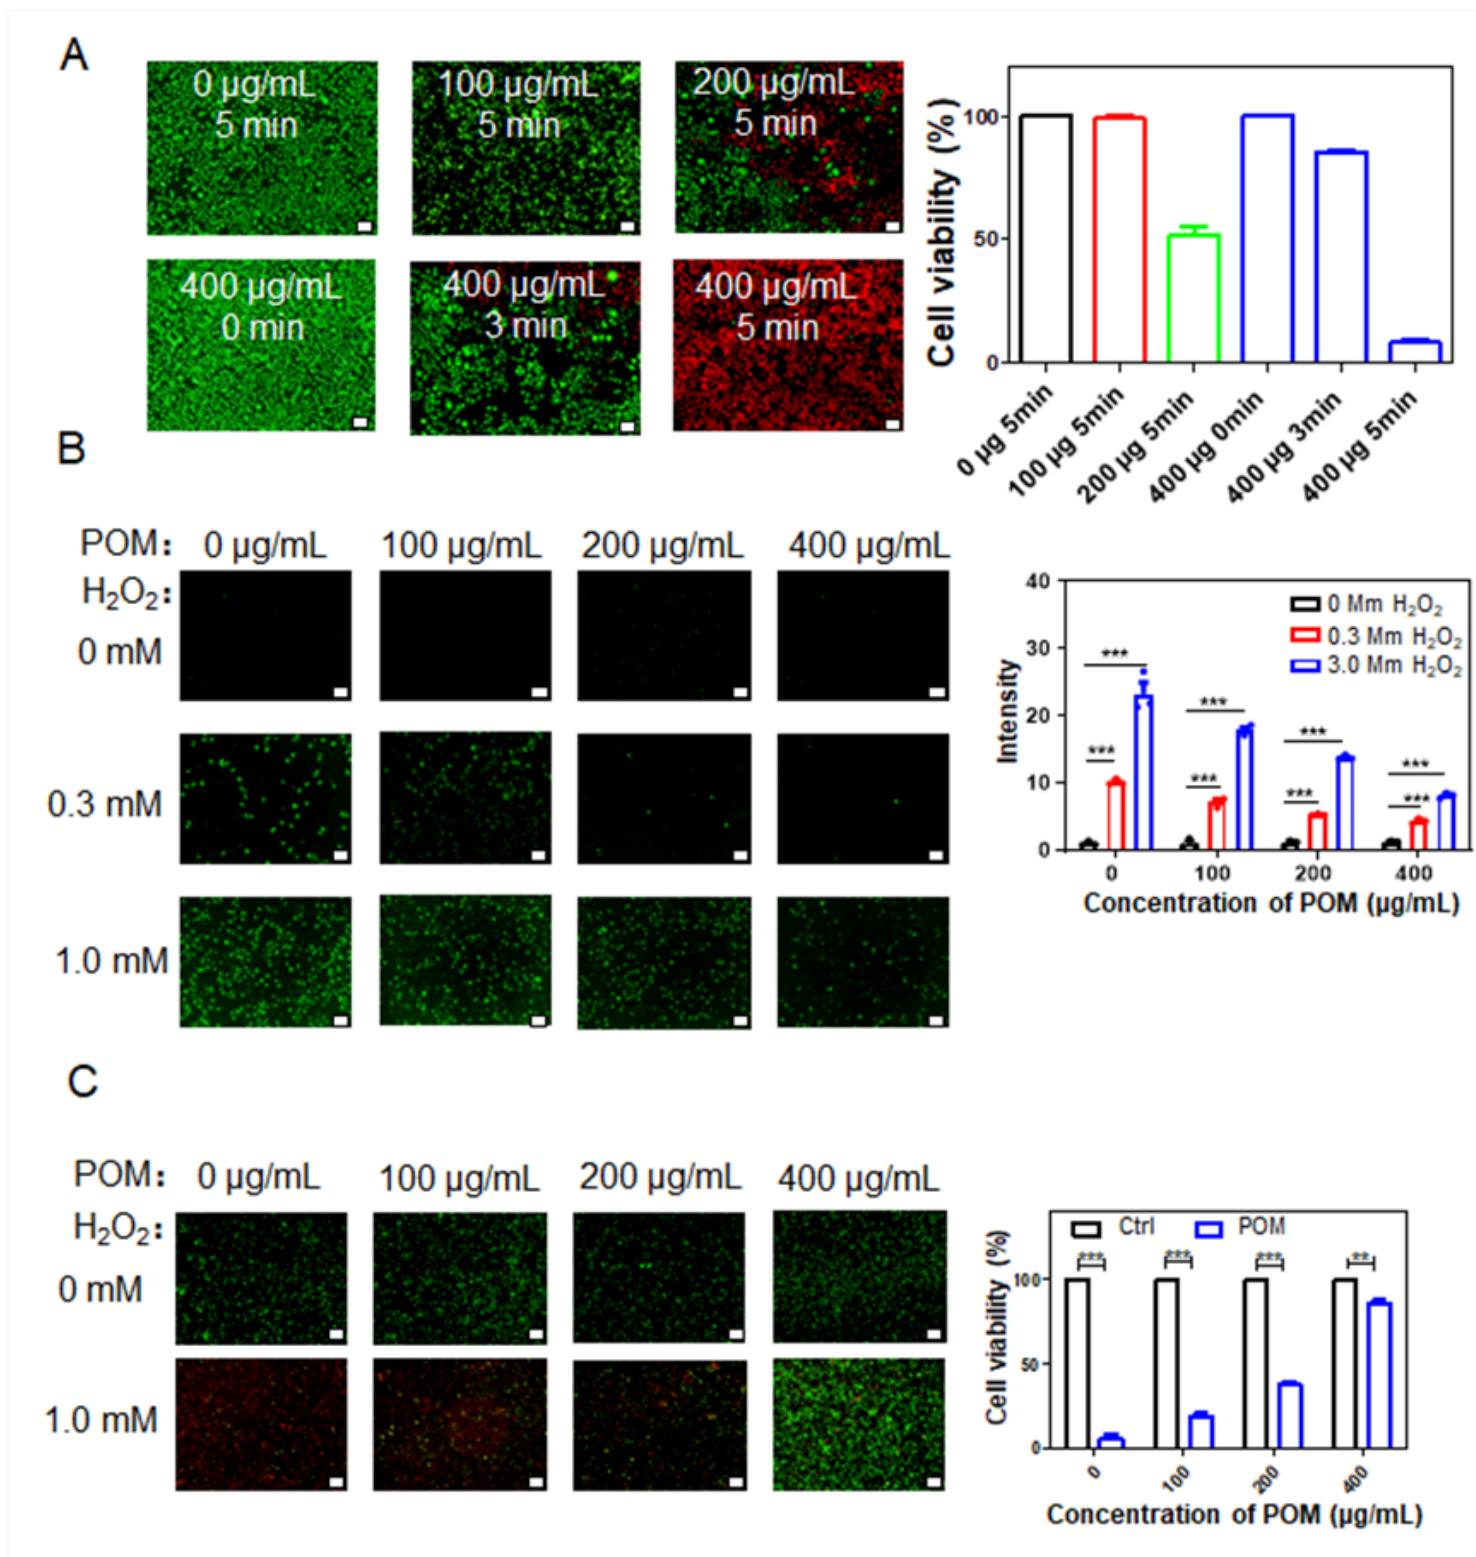 A
0 µg/mL
5 min
100 µg/mL
5 min
200 µg/mL
5 min
400 µg/mL
0 min
400 µg/mL
3 min
400 µg/mL
5 min
Cell viability (%)
100
50
0
0 µg 5min
100 µg 5min
200 µg 5min
400 µg 0min
400 µg 3min
400 µg 5min
B
POM: 0 µg/mL 100 µg/mL 200 µg/mL 400 µg/mL
H₂O₂:
0 mM
0.3 mM
1.0 mM
Intensity
40
30
20
10
0
0 Mm H₂O₂
0.3 Mm H₂O₂
3.0 Mm H₂O₂
*** ***
*** ***
*** ***
*** ***
0 100 200 400
Concentration of POM (µg/mL)
C
POM: 0 µg/mL 100 µg/mL 200 µg/mL 400 µg/mL
H₂O₂:
0 mM
1.0 mM
Cell viability (%)
100
50
0
Ctrl POM
*** *** *** **
0 100 200 400
Concentration of POM (µg/mL)